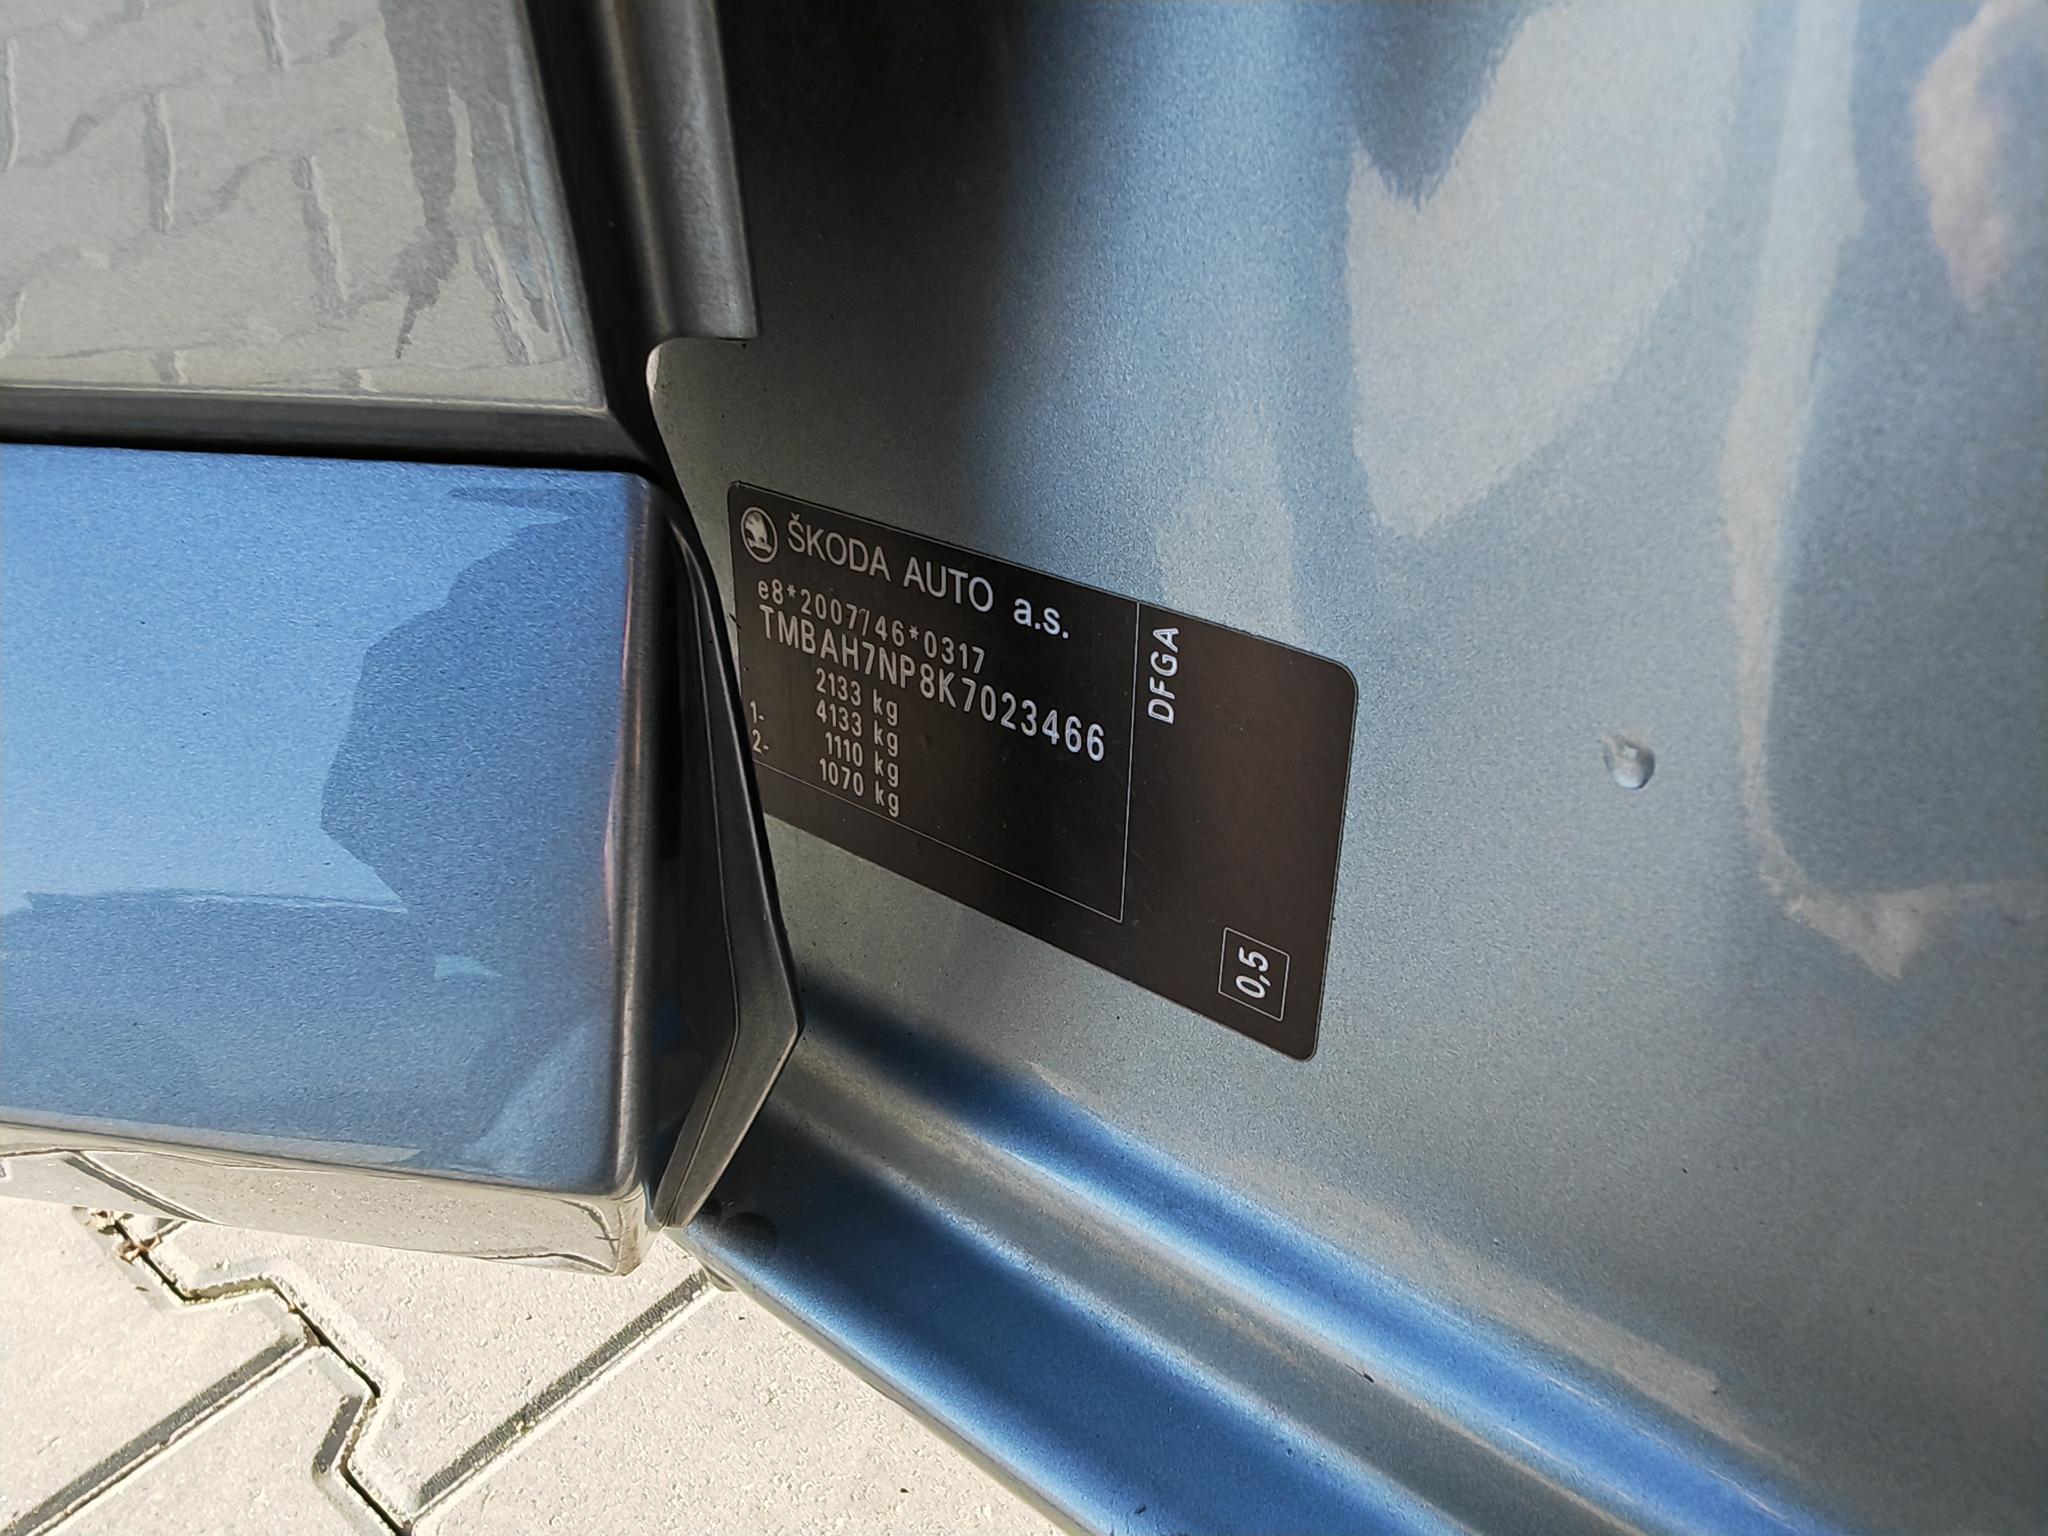 ŠKODA AUTO a.s.
e8*2007/46*0317
TMBAH7NP8K7023466
2133 kg
4133 kg
1- 1110 kg
2- 1070 kg
DFGA
0,5